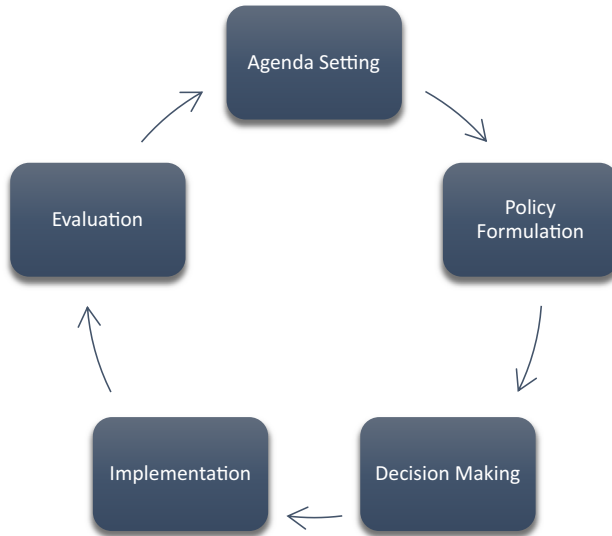 Agenda Setting
Policy
Formulation
Decision Making
Implementation
Evaluation